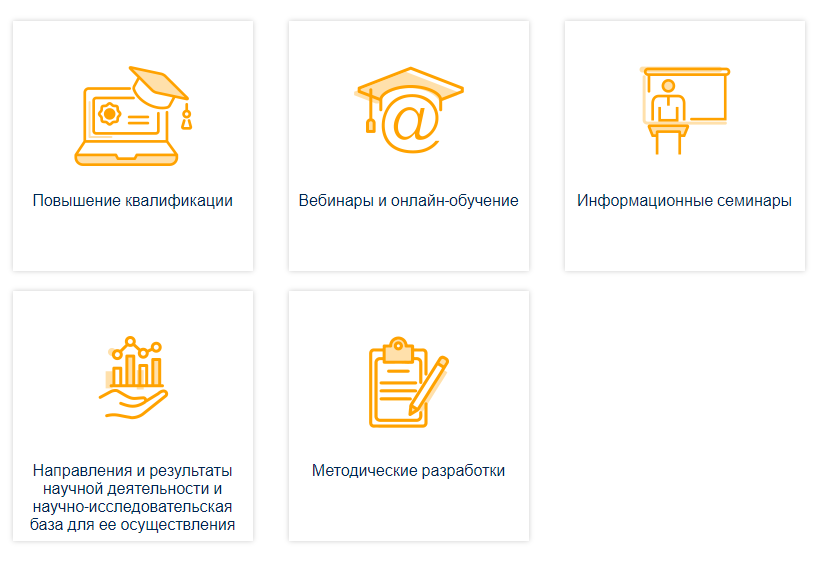 Повышение квалификации
Вебинары и онлайн-обучение
Информационные семинары
Направления и результаты
научной деятельности и
научно-исследовательская
база для ее осуществления
Методические разработки